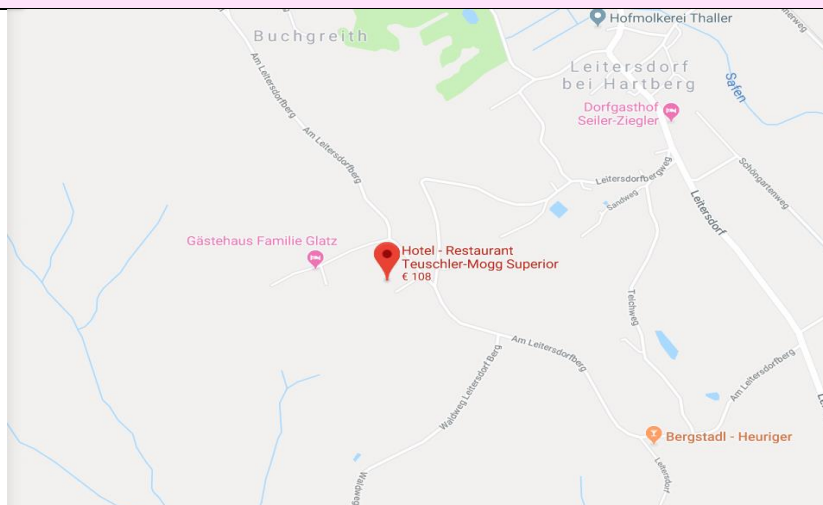 Hofmolkerei Thaller
Buchgreith
Leitersdorf
bei Hartberg
Safen
Am Leitersdorfberg
Dorfgasthof
Seiler-Ziegler
Am Leitersdorfberg
Leitersdorfbergweg
Schöngartenweg
Sandweg
Leitersdorf
Gästehaus Familie Glatz
Hotel - Restaurant
Teuschler-Mogg Superior
€ 108
Teichweg
Am Leitersdorfberg
Waldweg Leitersdorf Berg
Am Leitersdorfberg
Bergstadl - Heuriger
Leitersdorf
Waldweg